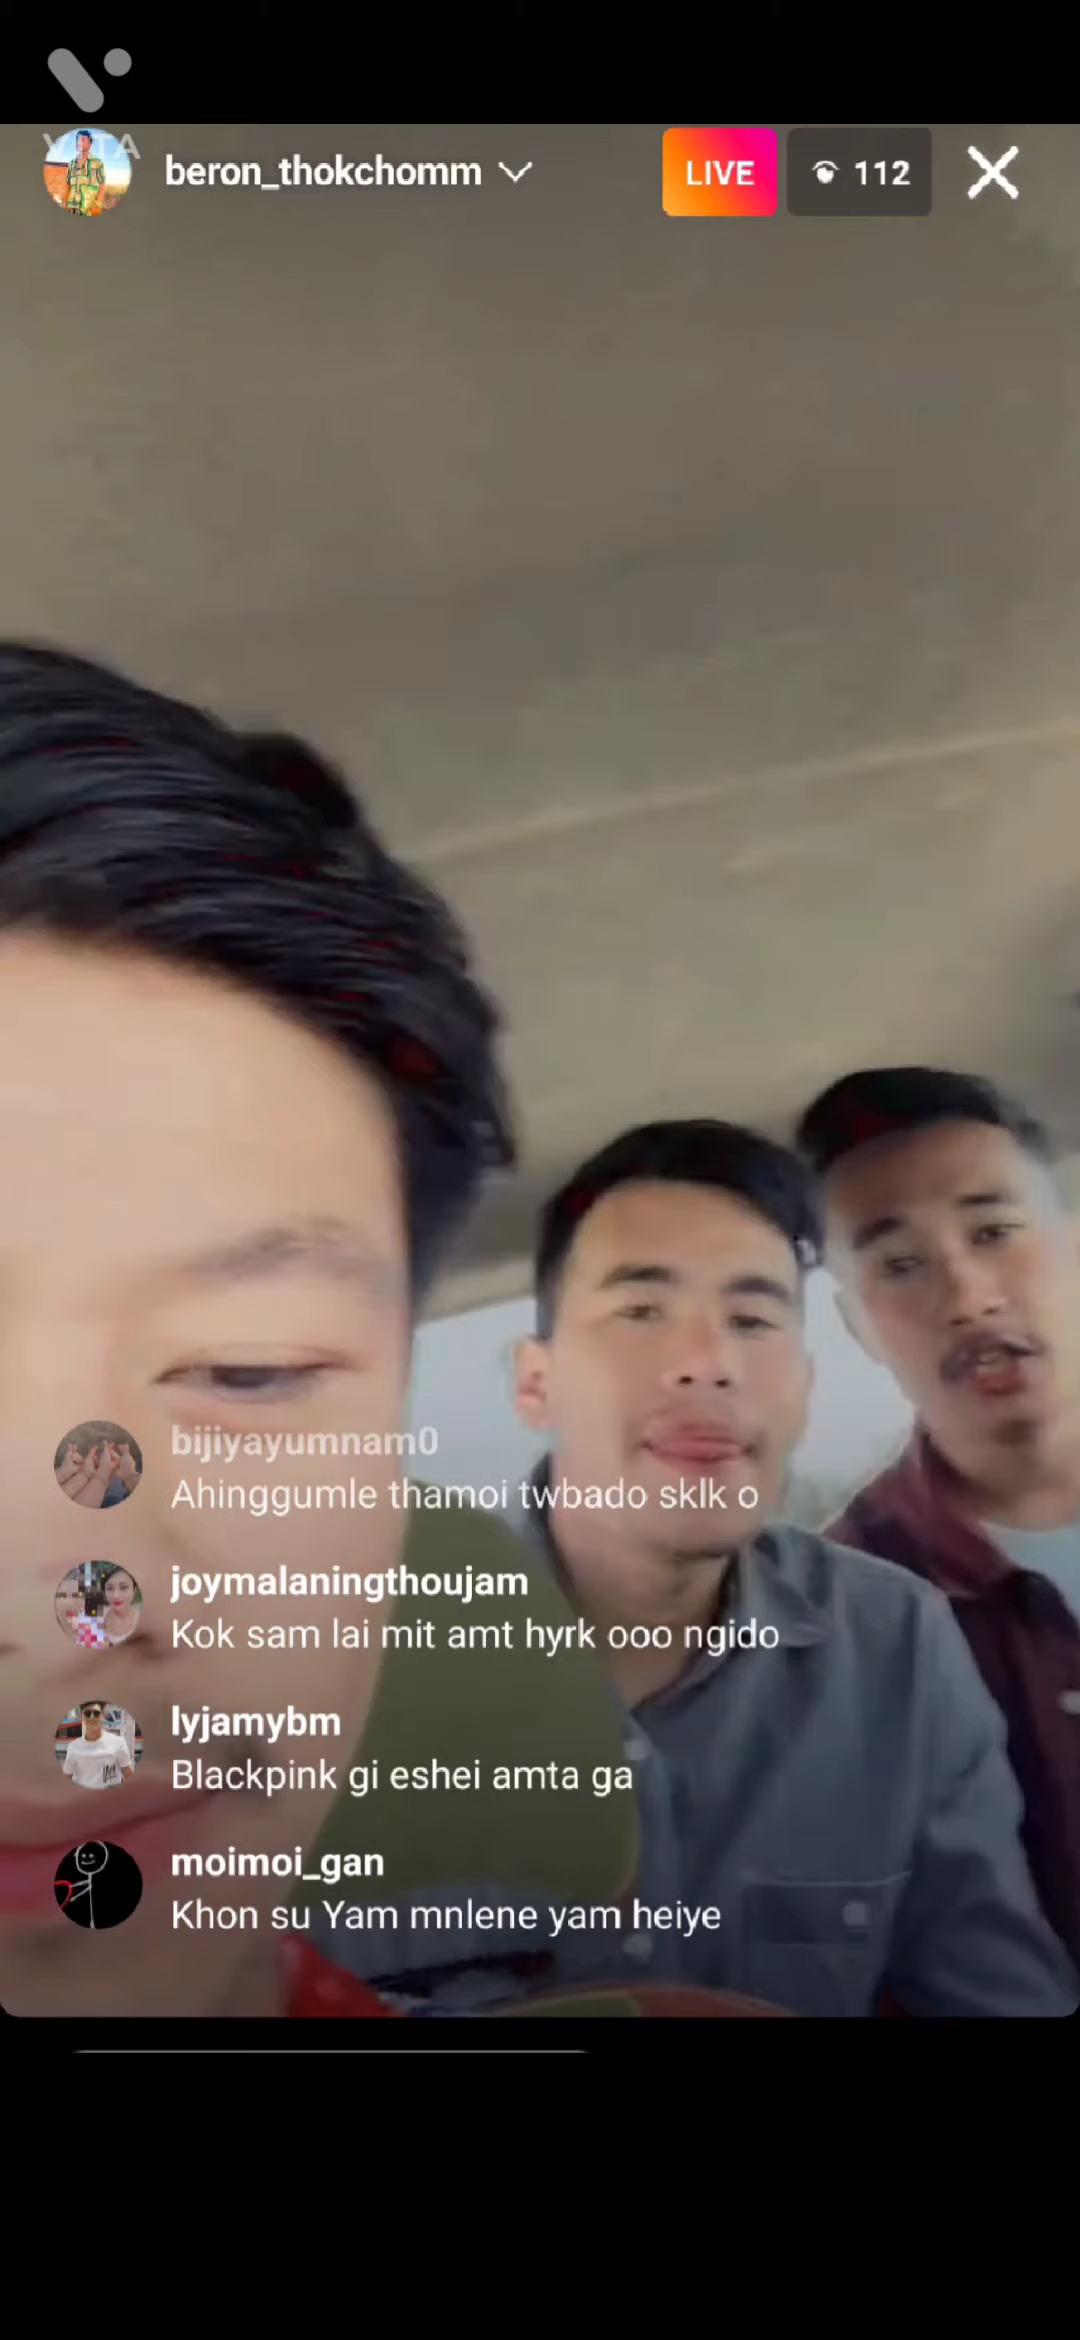 VITA
beron_thokchomm
LIVE
112
bijiyayumnam0
Ahinggumle thamoi twbado sklk o
joymalaningthoujam
Kok sam lai mit amt hyrk ooo ngido
lyjamybm
Blackpink gi eshei amta ga
moimoi_gan
Khon su Yam mnlene yam heiye